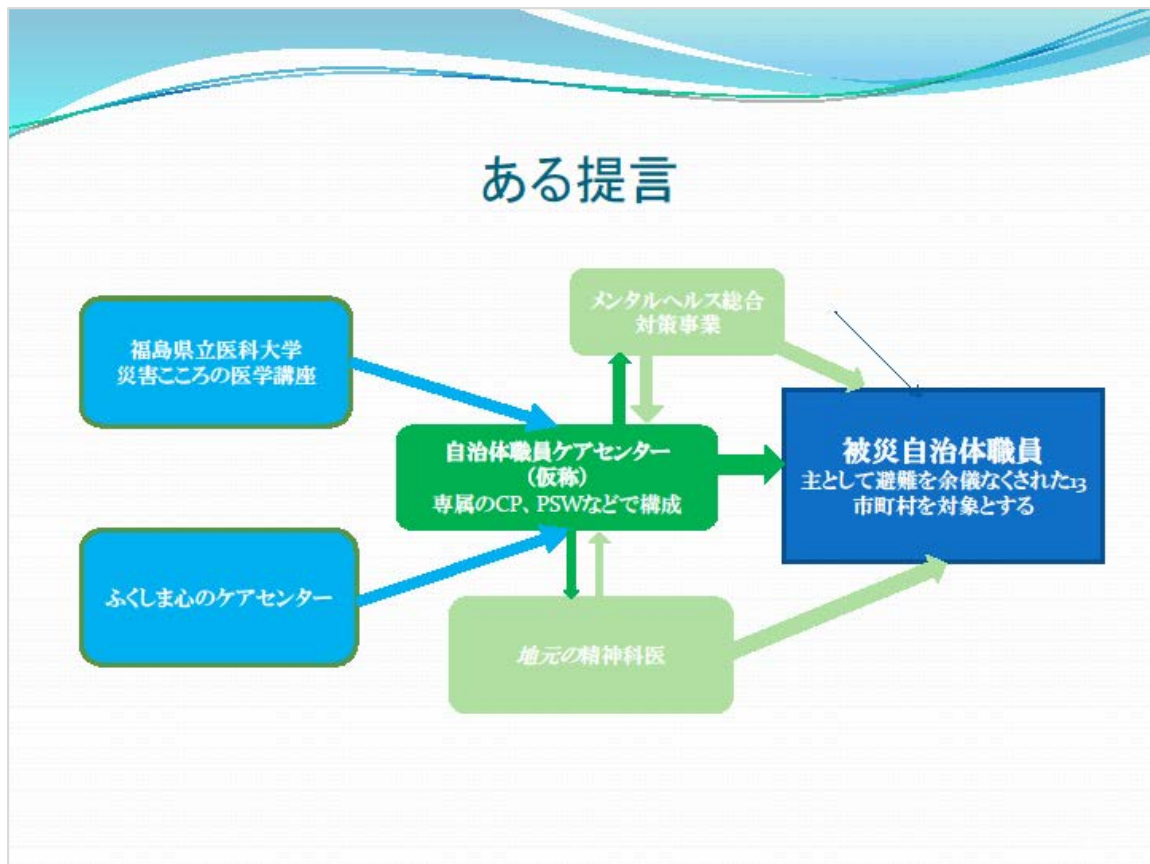 ある提言
メンタルヘルス総合
対策事業
福島県立医科大学
災害こころの医学講座
自治体職員ケアセンター
(仮称)
専属のCP、PSWなどで構成
被災自治体職員
主として避難を余儀なくされた13
市町村を対象とする
ふくしま心のケアセンター
地元の精神科医